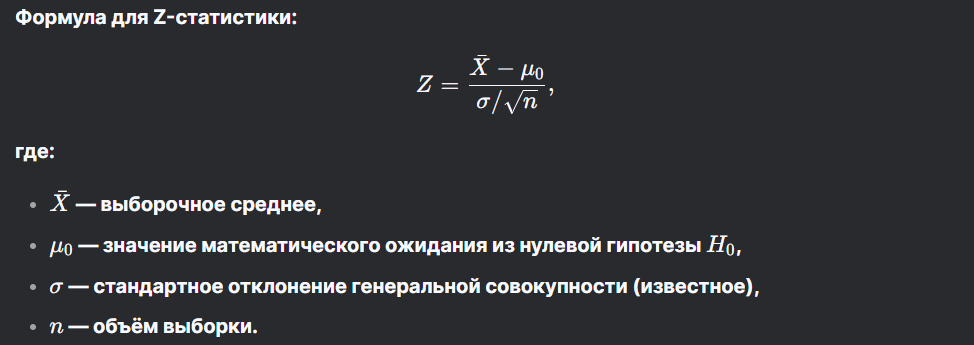 Формула для Z-статистики:
Z = \frac{\bar{X} - \mu_0}{\sigma/\sqrt{n}},
где:
• \bar{X} — выборочное среднее,
• \mu_0 — значение математического ожидания из нулевой гипотезы H_0,
• \sigma — стандартное отклонение генеральной совокупности (известное),
• n — объём выборки.